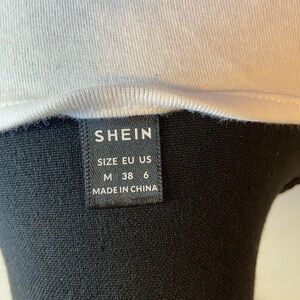 SHEIN
SIZE EU US
M 38 6
MADE IN CHINA